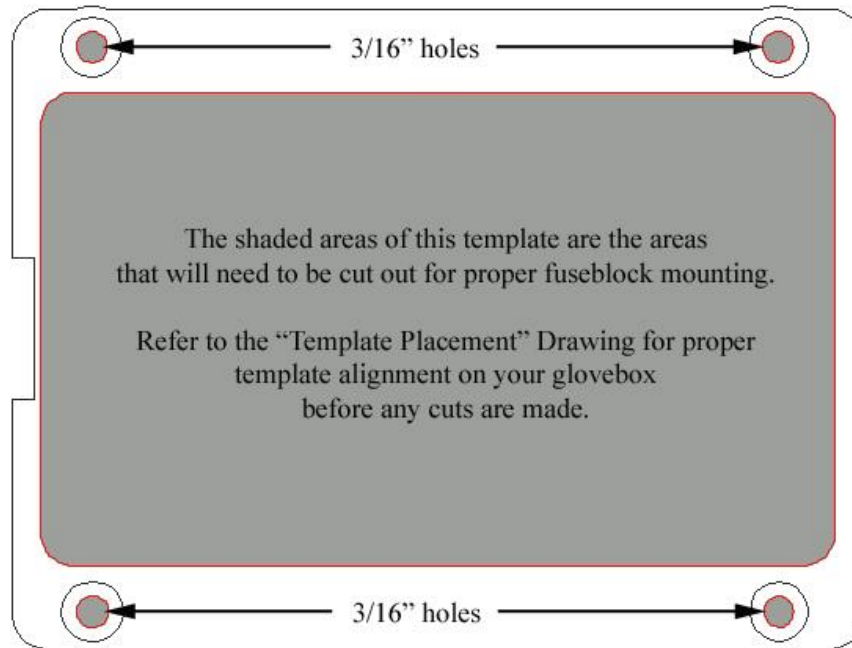 3/16” holes
The shaded areas of this template are the areas
that will need to be cut out for proper fuseblock mounting.
Refer to the “Template Placement” Drawing for proper
template alignment on your glovebox
before any cuts are made.
3/16” holes